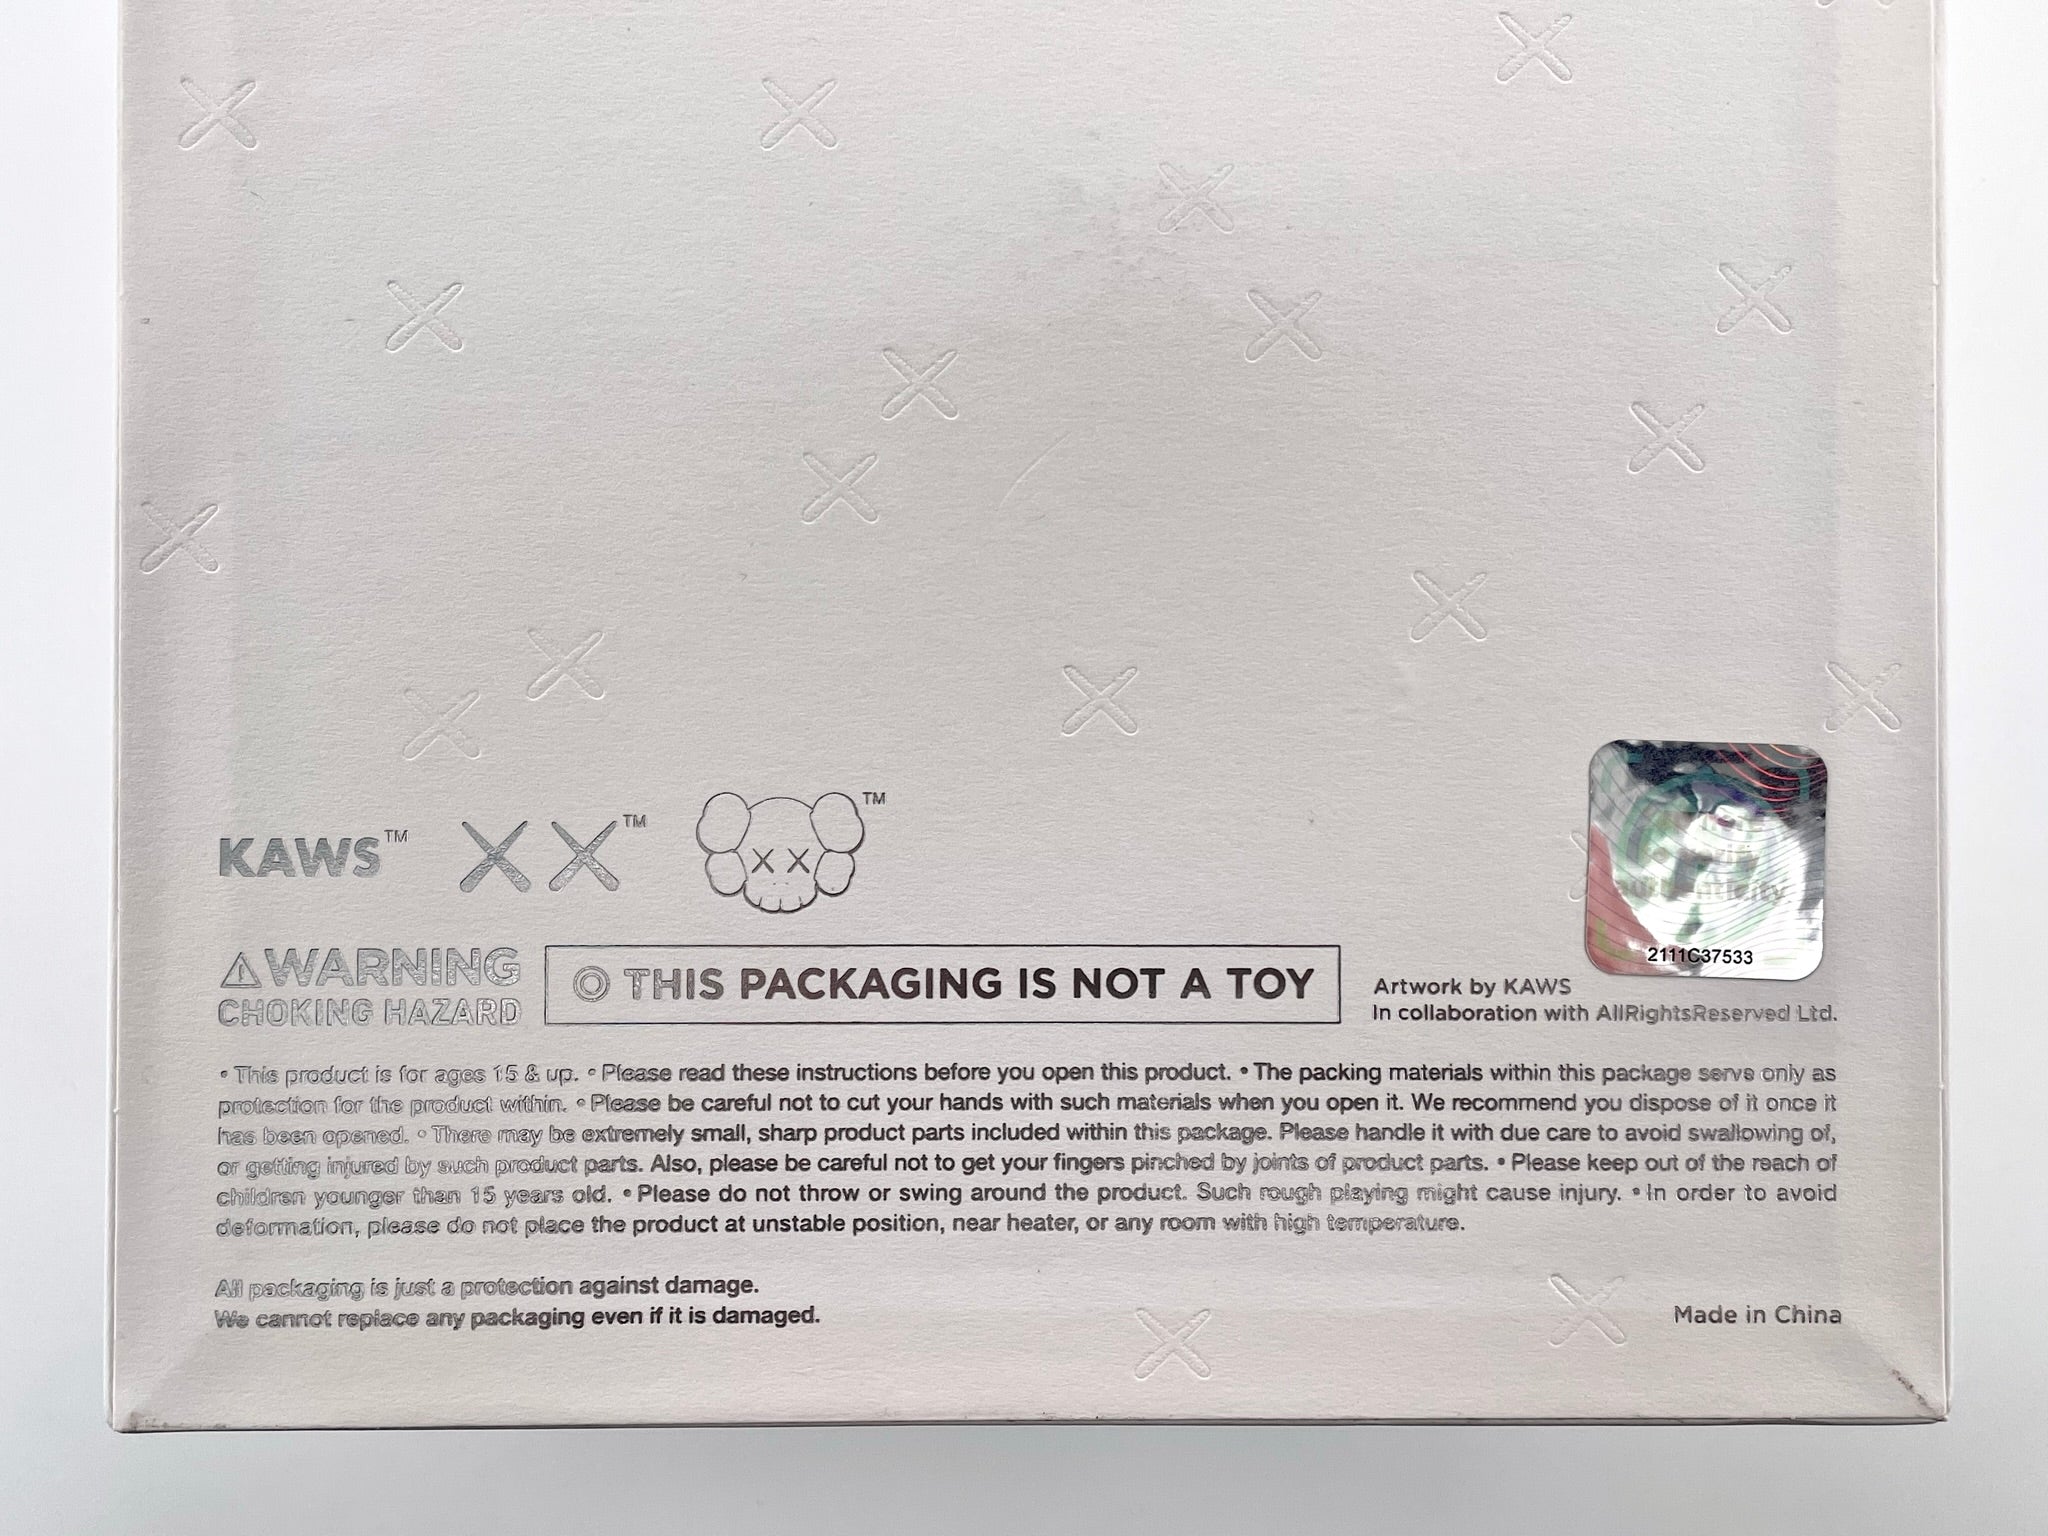 KAWS™ XX™ ™
to verify
authenticity
2111C37533
⚠WARNING
CHOKING HAZARD
THIS PACKAGING IS NOT A TOY
Artwork by KAWS
In collaboration with AllRightsReserved Ltd.
• This product is for ages 15 & up. • Please read these instructions before you open this product. • The packing materials within this package serve only as
protection for the product within. • Please be careful not to cut your hands with such materials when you open it. We recommend you dispose of it once it
has been opened. • There may be extremely small, sharp product parts included within this package. Please handle it with due care to avoid swallowing of,
or getting injured by such product parts. Also, please be careful not to get your fingers pinched by joints of product parts. • Please keep out of the reach of
children younger than 15 years old. • Please do not throw or swing around the product. Such rough playing might cause injury. • In order to avoid
deformation, please do not place the product at unstable position, near heater, or any room with high temperature.
All packaging is just a protection against damage.
We cannot replace any packaging even if it is damaged.
Made in China